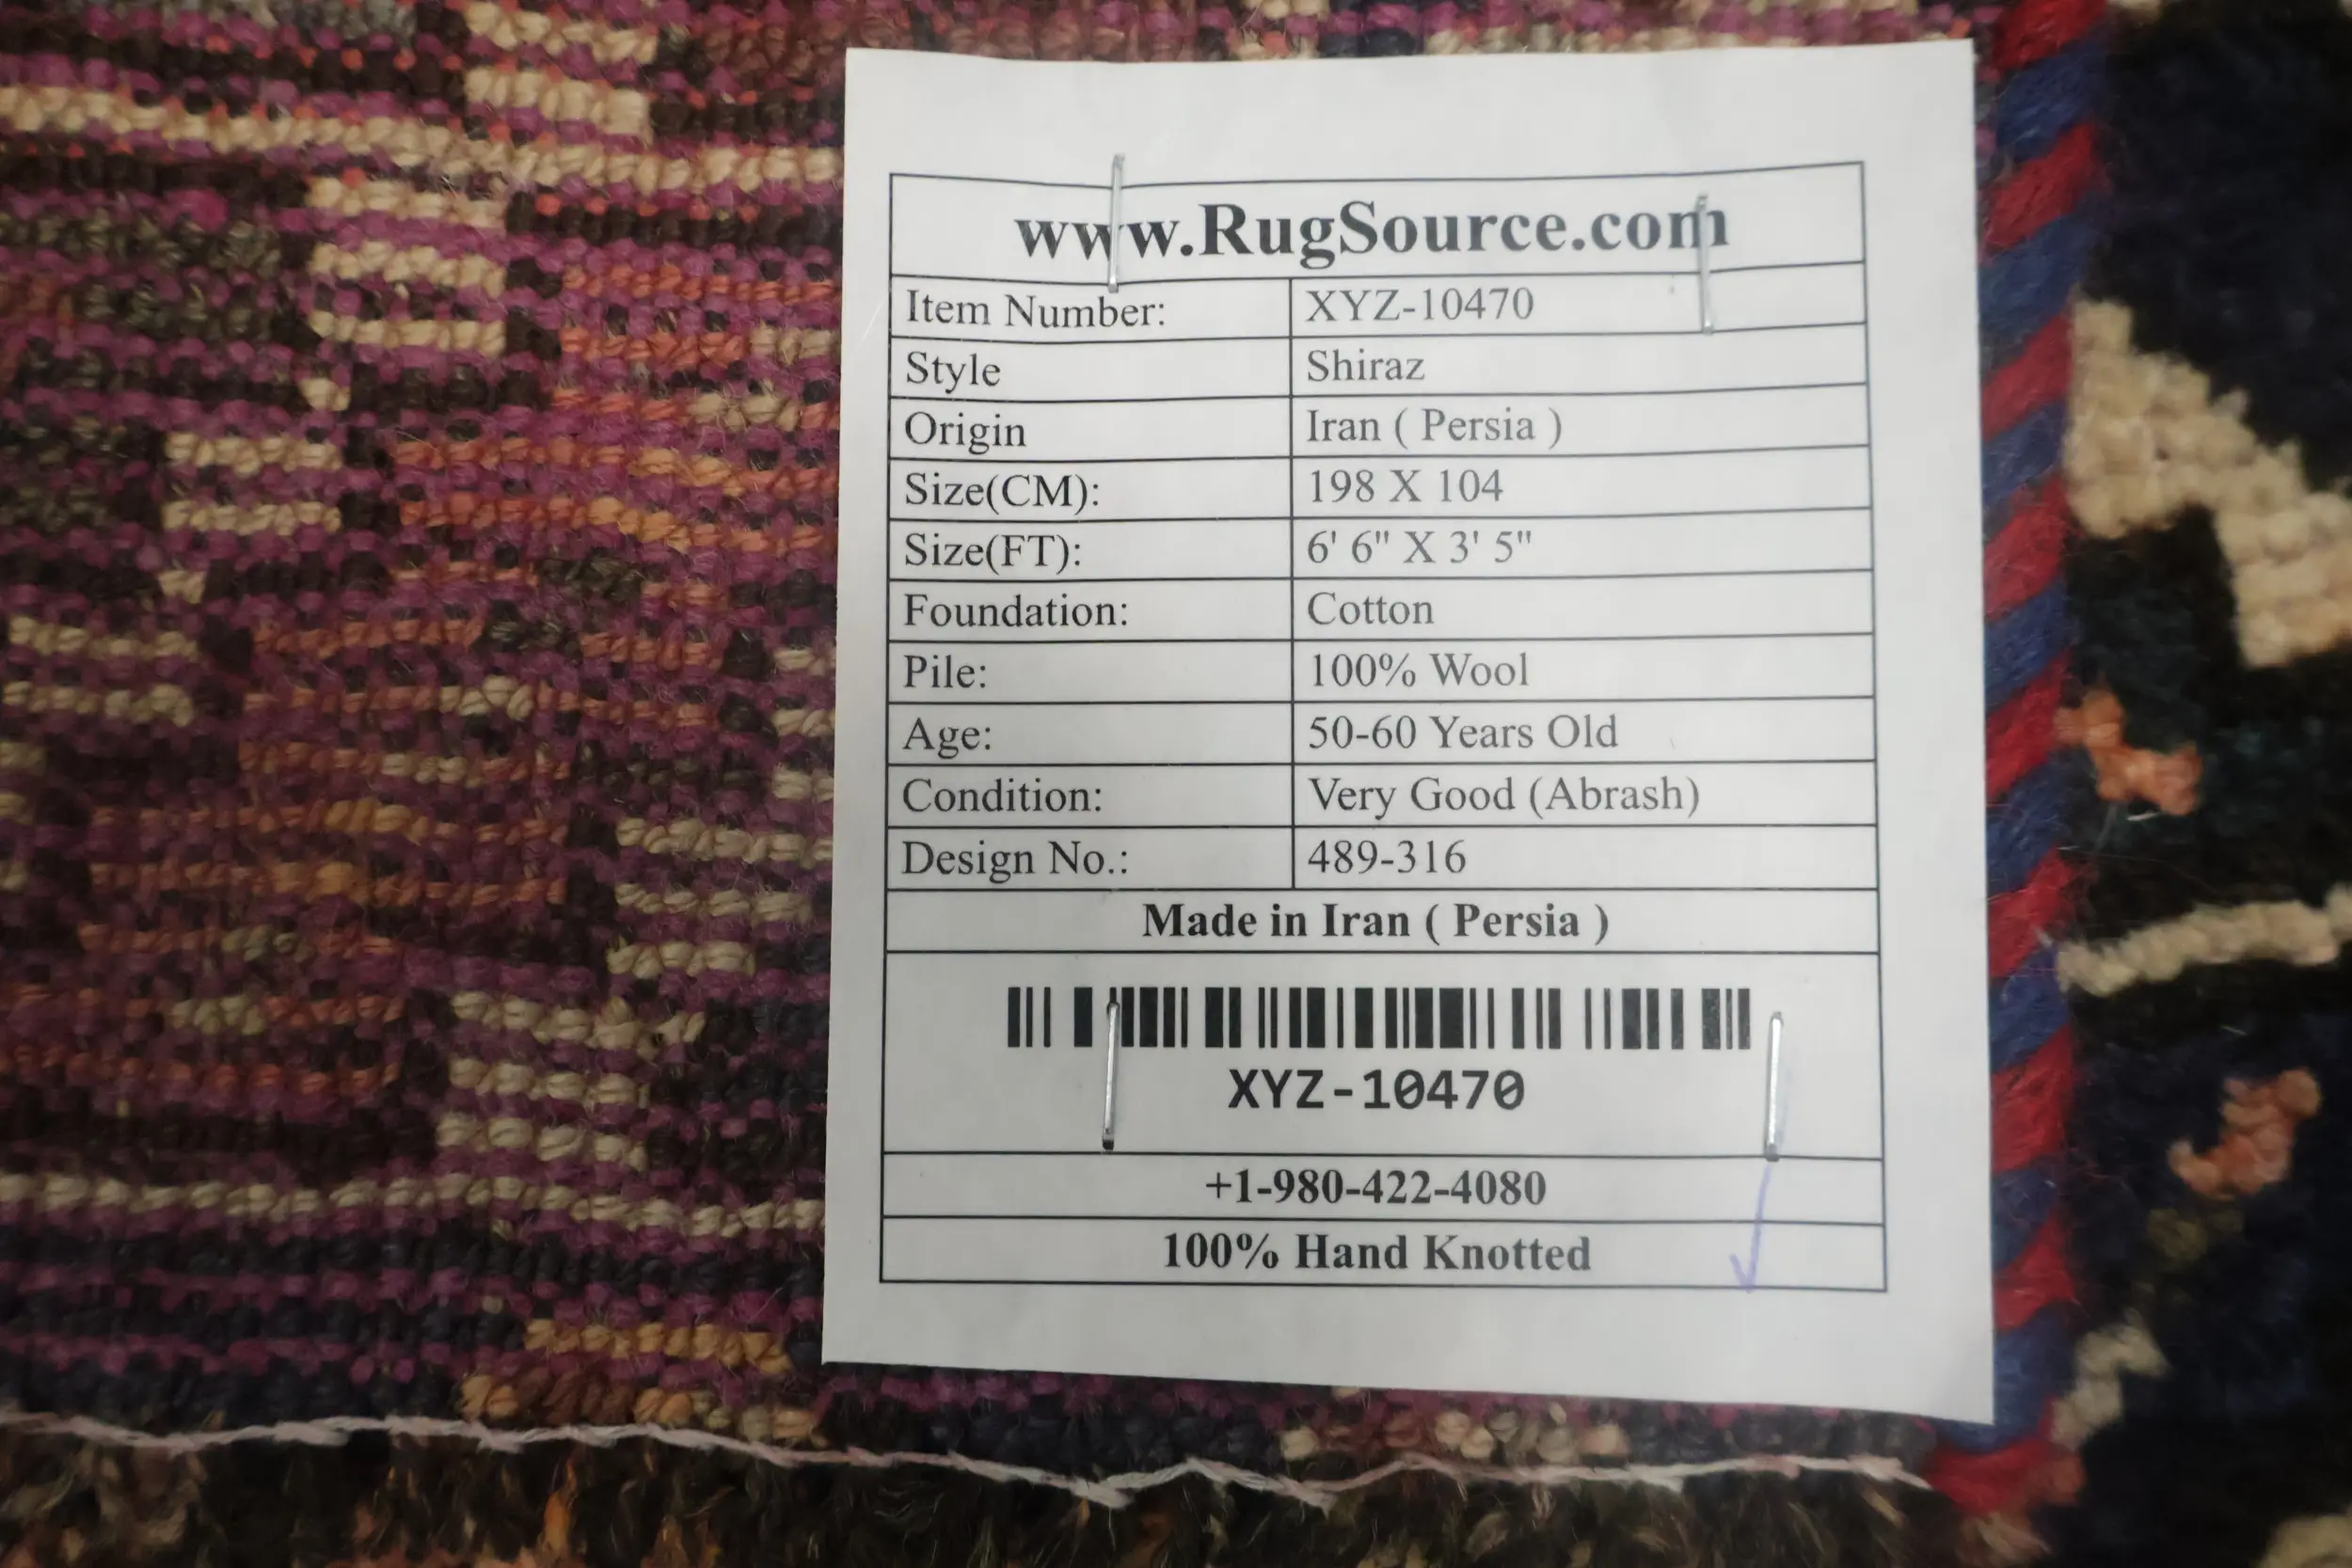 www.RugSource.com
Item Number: XYZ-10470
Style Shiraz
Origin Iran ( Persia )
Size(CM): 198 X 104
Size(FT): 6' 6" X 3' 5"
Foundation: Cotton
Pile: 100% Wool
Age: 50-60 Years Old
Condition: Very Good (Abrash)
Design No.: 489-316
Made in Iran ( Persia )
XYZ-10470
+1-980-422-4080
100% Hand Knotted